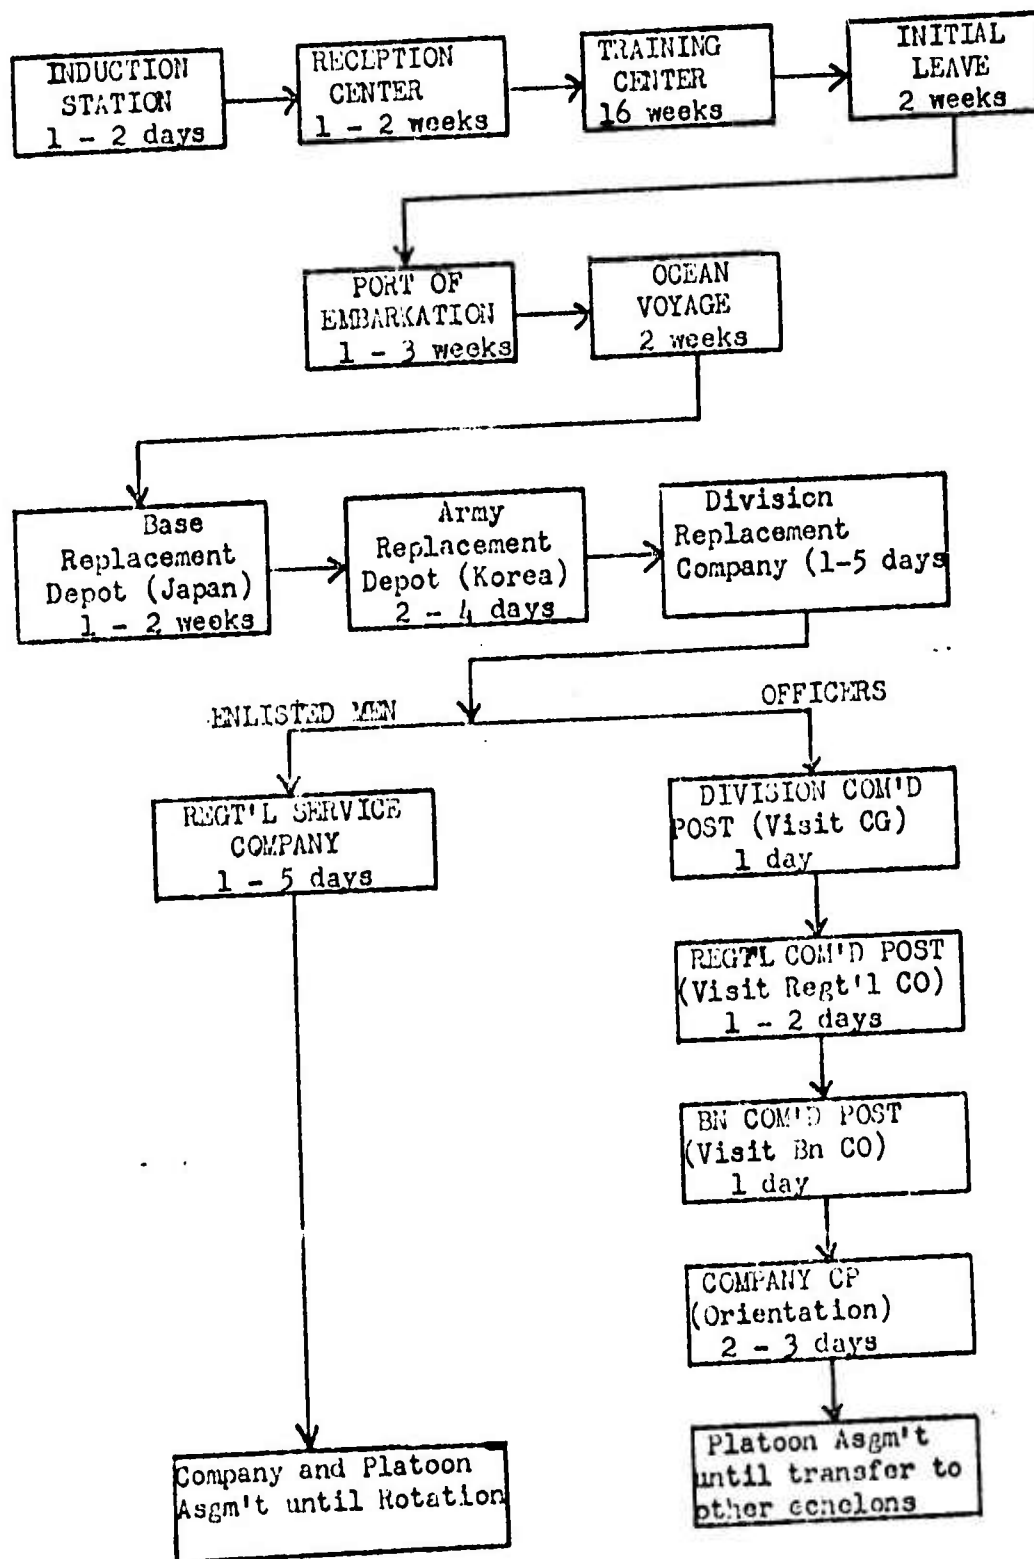 INDUCTION
STATION
1 - 2 days
RECEPTION
CENTER
1 - 2 weeks
TRAINING
CENTER
16 weeks
INITIAL
LEAVE
2 weeks
PORT OF
EMBARKATION
1 - 3 weeks
OCEAN
VOYAGE
2 weeks
Base
Replacement
Depot (Japan)
1 - 2 weeks
Army
Replacement
Depot (Korea)
2 - 4 days
Division
Replacement
Company (1-5 days
ENLISTED MEN
OFFICERS
REGT'L SERVICE
COMPANY
1 - 5 days
DIVISION COM'D
POST (Visit CG)
1 day
REGT'L COM'D POST
(Visit Regt'l CO)
1 - 2 days
BN COM'D POST
(Visit Bn CO)
1 day
COMPANY CP
(Orientation)
2 - 3 days
Company and Platoon
Asgm't until Rotation
Platoon Asgm't
until transfer to
other echelons